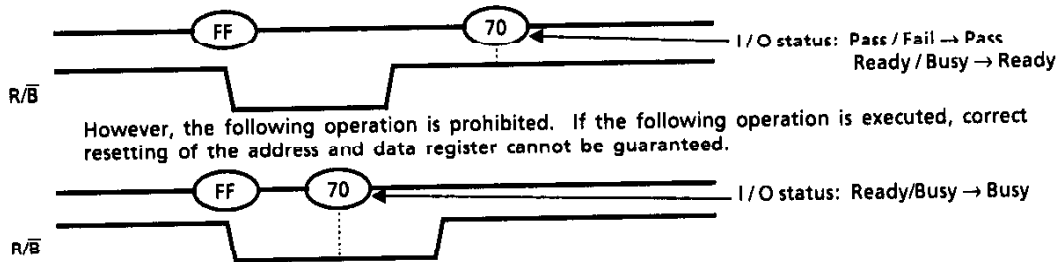 FF
70
I/O status: Pass/Fail → Pass
Ready/Busy → Ready
R/B̅
However, the following operation is prohibited. If the following operation is executed, correct
resetting of the address and data register cannot be guaranteed.
FF
70
I/O status: Ready/Busy → Busy
R/B̅